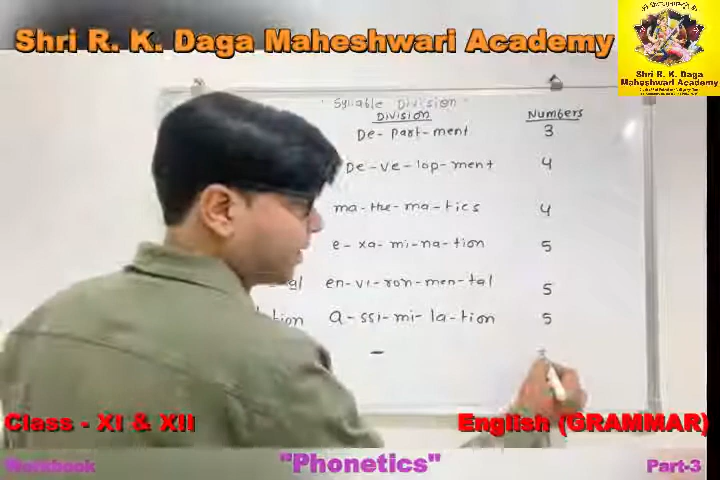 Shri R. K. Daga Maheshwari Academy
Shri R. K. Daga
Maheshwari Academy
"Syllable Division"
DIVISION Numbers
De- part- ment 3
De-ve-lop-ment 4
ma-the-ma-tics 4
e-xa-mi-na-tion 5
al en-vi-ron-men-tal 5
tion a-ssi-mi-la-tion 5
-
Class - XI & XII
English (GRAMMAR)
Workbook
"Phonetics"
Part-3